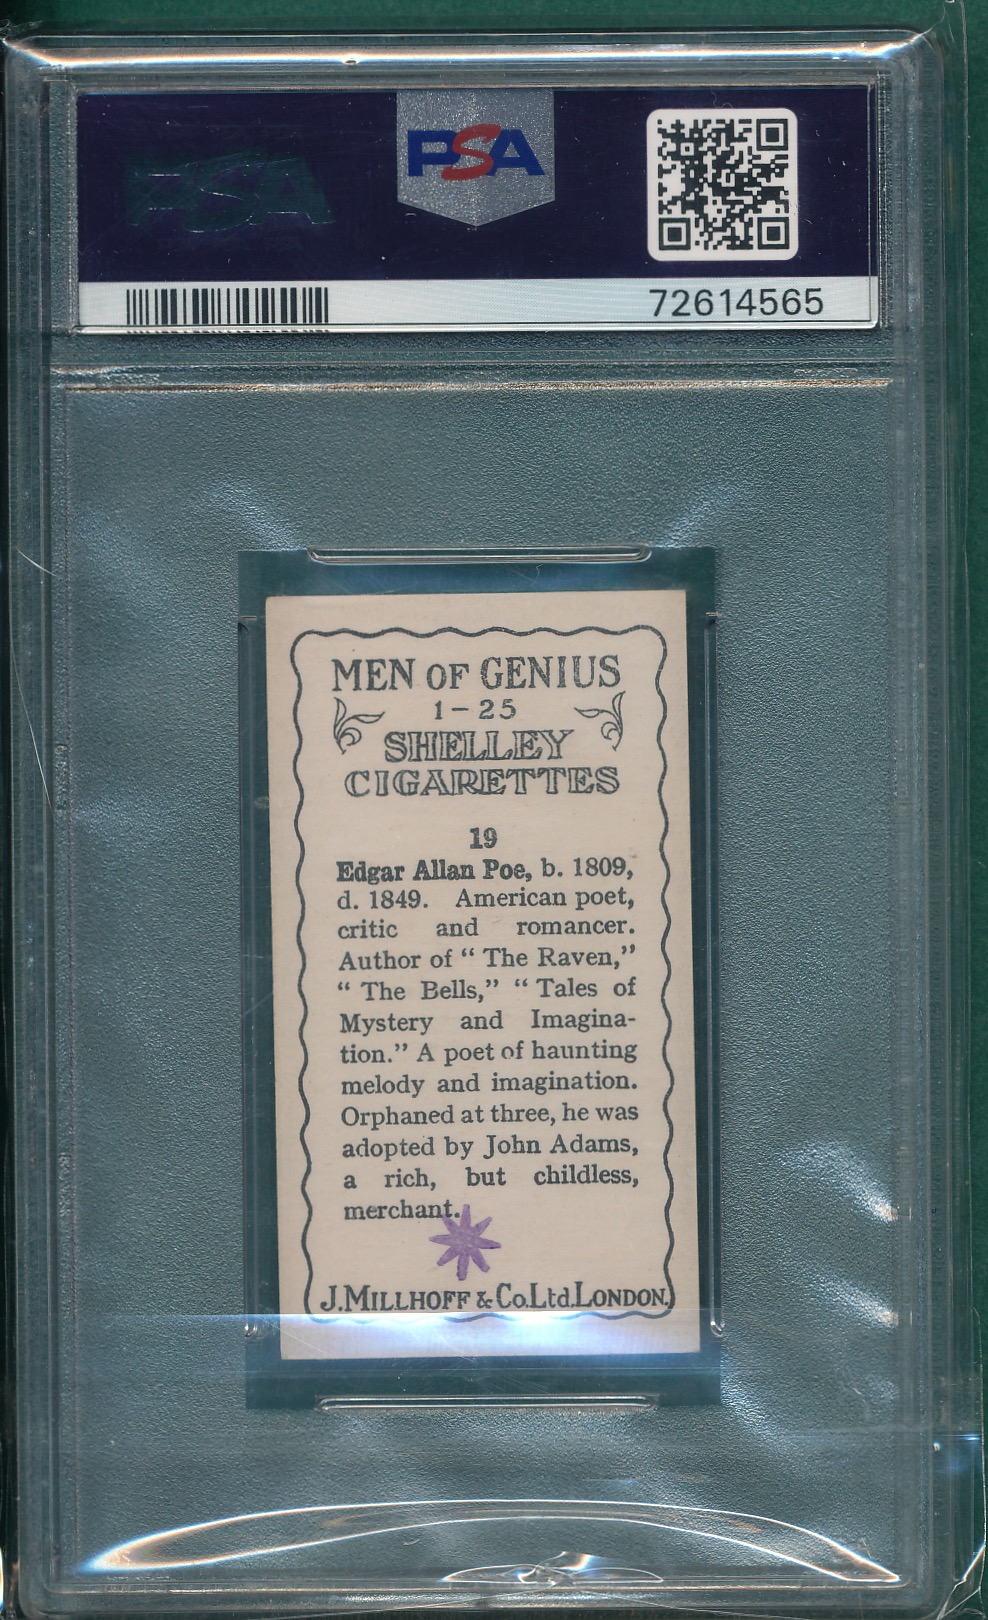 PSA
PSA
72614565
MEN OF GENIUS
1-25
SHELLEY
CIGARETTES
19
Edgar Allan Poe, b. 1809,
d. 1849. American poet,
critic and romancer.
Author of “ The Raven,”
“ The Bells,” “ Tales of
Mystery and Imagina-
tion.” A poet of haunting
melody and imagination.
Orphaned at three, he was
adopted by John Adams,
a rich, but childless,
merchant.
J. MILLHOFF & Co. Ltd. LONDON.